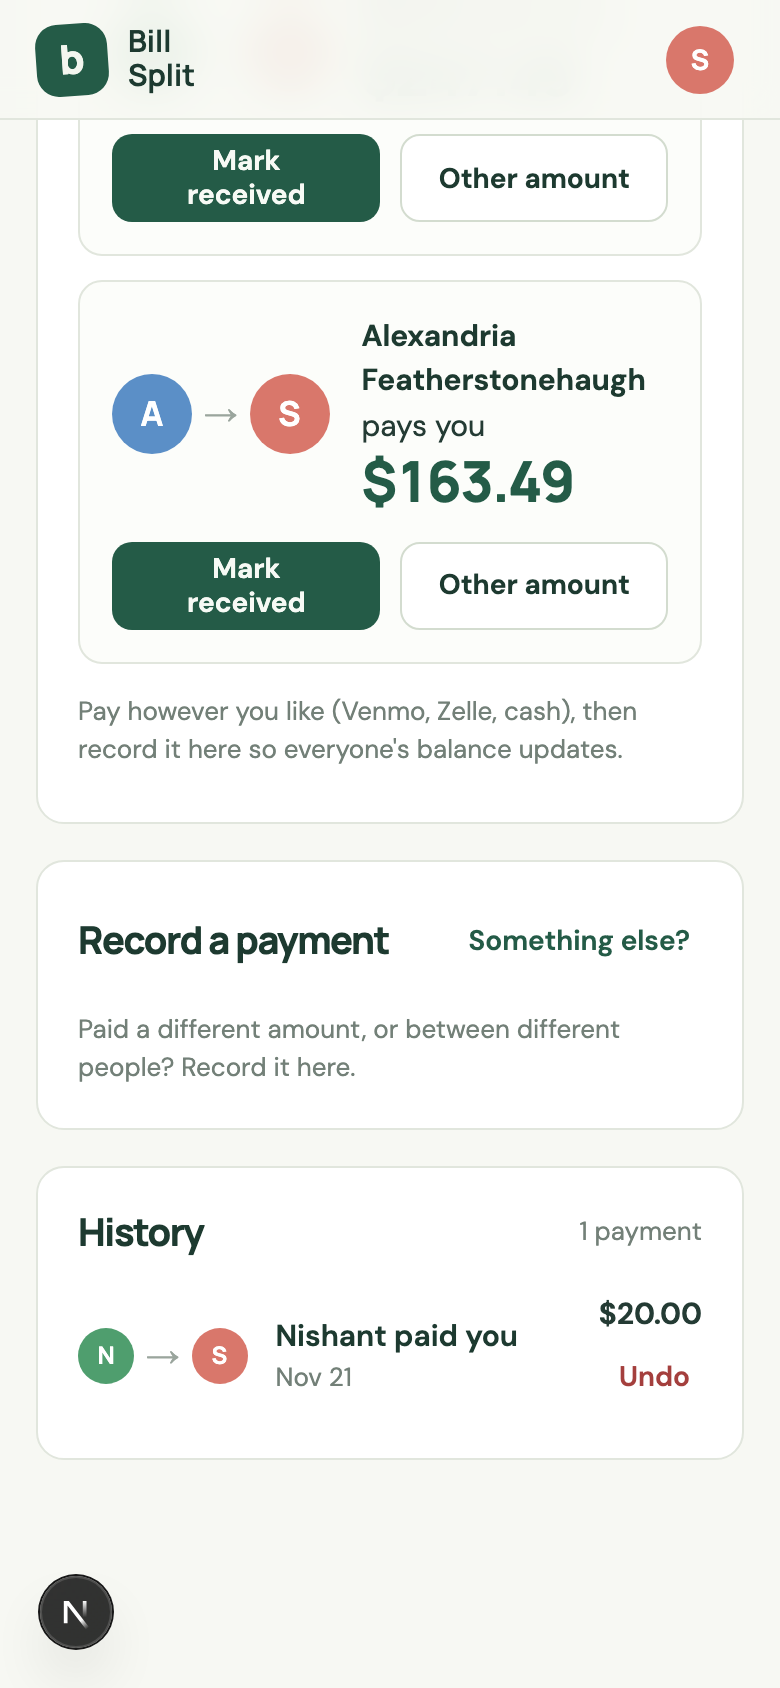 b
Bill
Split
S
Mark
received
Other amount
A
→
S
Alexandria
Featherstonehaugh
pays you
$163.49
Mark
received
Other amount
Pay however you like (Venmo, Zelle, cash), then
record it here so everyone's balance updates.
Record a payment
Something else?
Paid a different amount, or between different
people? Record it here.
History
1 payment
N
→
S
Nishant paid you
Nov 21
$20.00
Undo
N